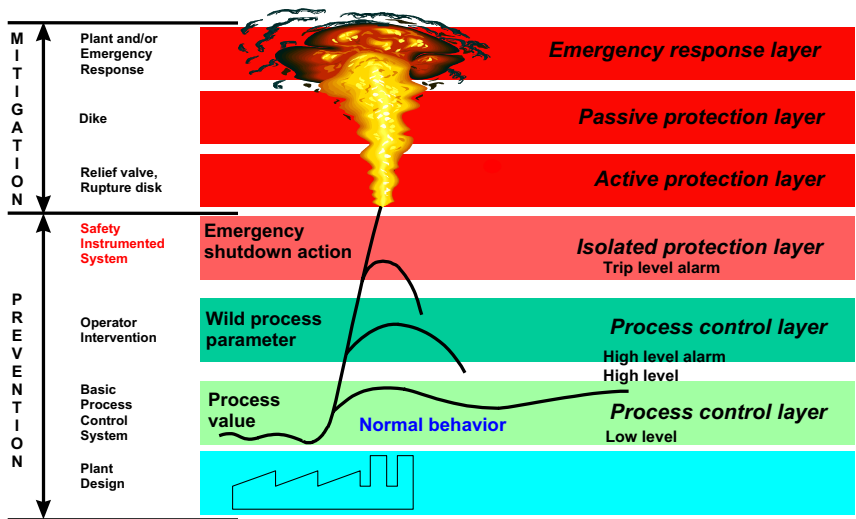 MITIGATION
Plant and/or
Emergency
Response
Emergency response layer
Dike
Passive protection layer
Relief valve,
Rupture disk
Active protection layer
PREVENTION
Safety
Instrumented
System
Emergency
shutdown action
Isolated protection layer
Trip level alarm
Operator
Intervention
Wild process
parameter
Process control layer
High level alarm
High level
Basic
Process
Control
System
Process
value
Normal behavior
Process control layer
Low level
Plant
Design